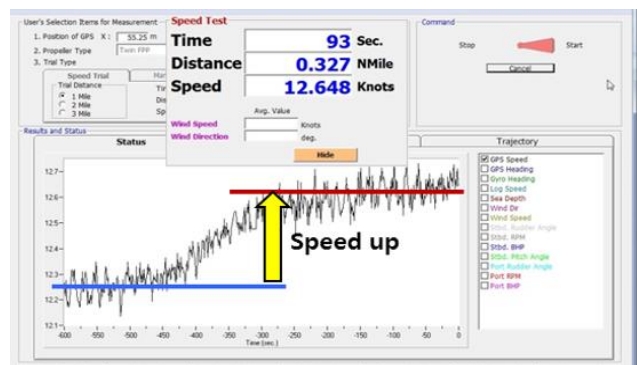 User's Selection Items for Measurement
1. Position of GPS X : 55.25 m
2. Propeller Type Twin FPP
3. Trial Type
Speed Trial
Trial Distance
1 Mile
2 Mile
3 Mile
Speed Test
Time 93 Sec.
Distance 0.327 NMile
Speed 12.648 Knots
Avg. Value
Wind Speed Knots
Wind Direction deg.
Hide
Command
Stop Start
Cancel
Results and Status
Status
Trajectory
12.7
12.6
12.5
12.4
12.3
12.2
12.1
-600 -550 -500 -450 -400 -350 -300 -250 -200 -150 -100 -50 0
Time (sec.)
Speed up
GPS Speed
GPS Heading
Gyro Heading
Log Speed
Sea Depth
Wind Dir
Wind Speed
Stbd. Rudder Angle
Stbd. RPM
Stbd. BHP
Stbd. Pitch Angle
Port Rudder Angle
Port RPM
Port BHP